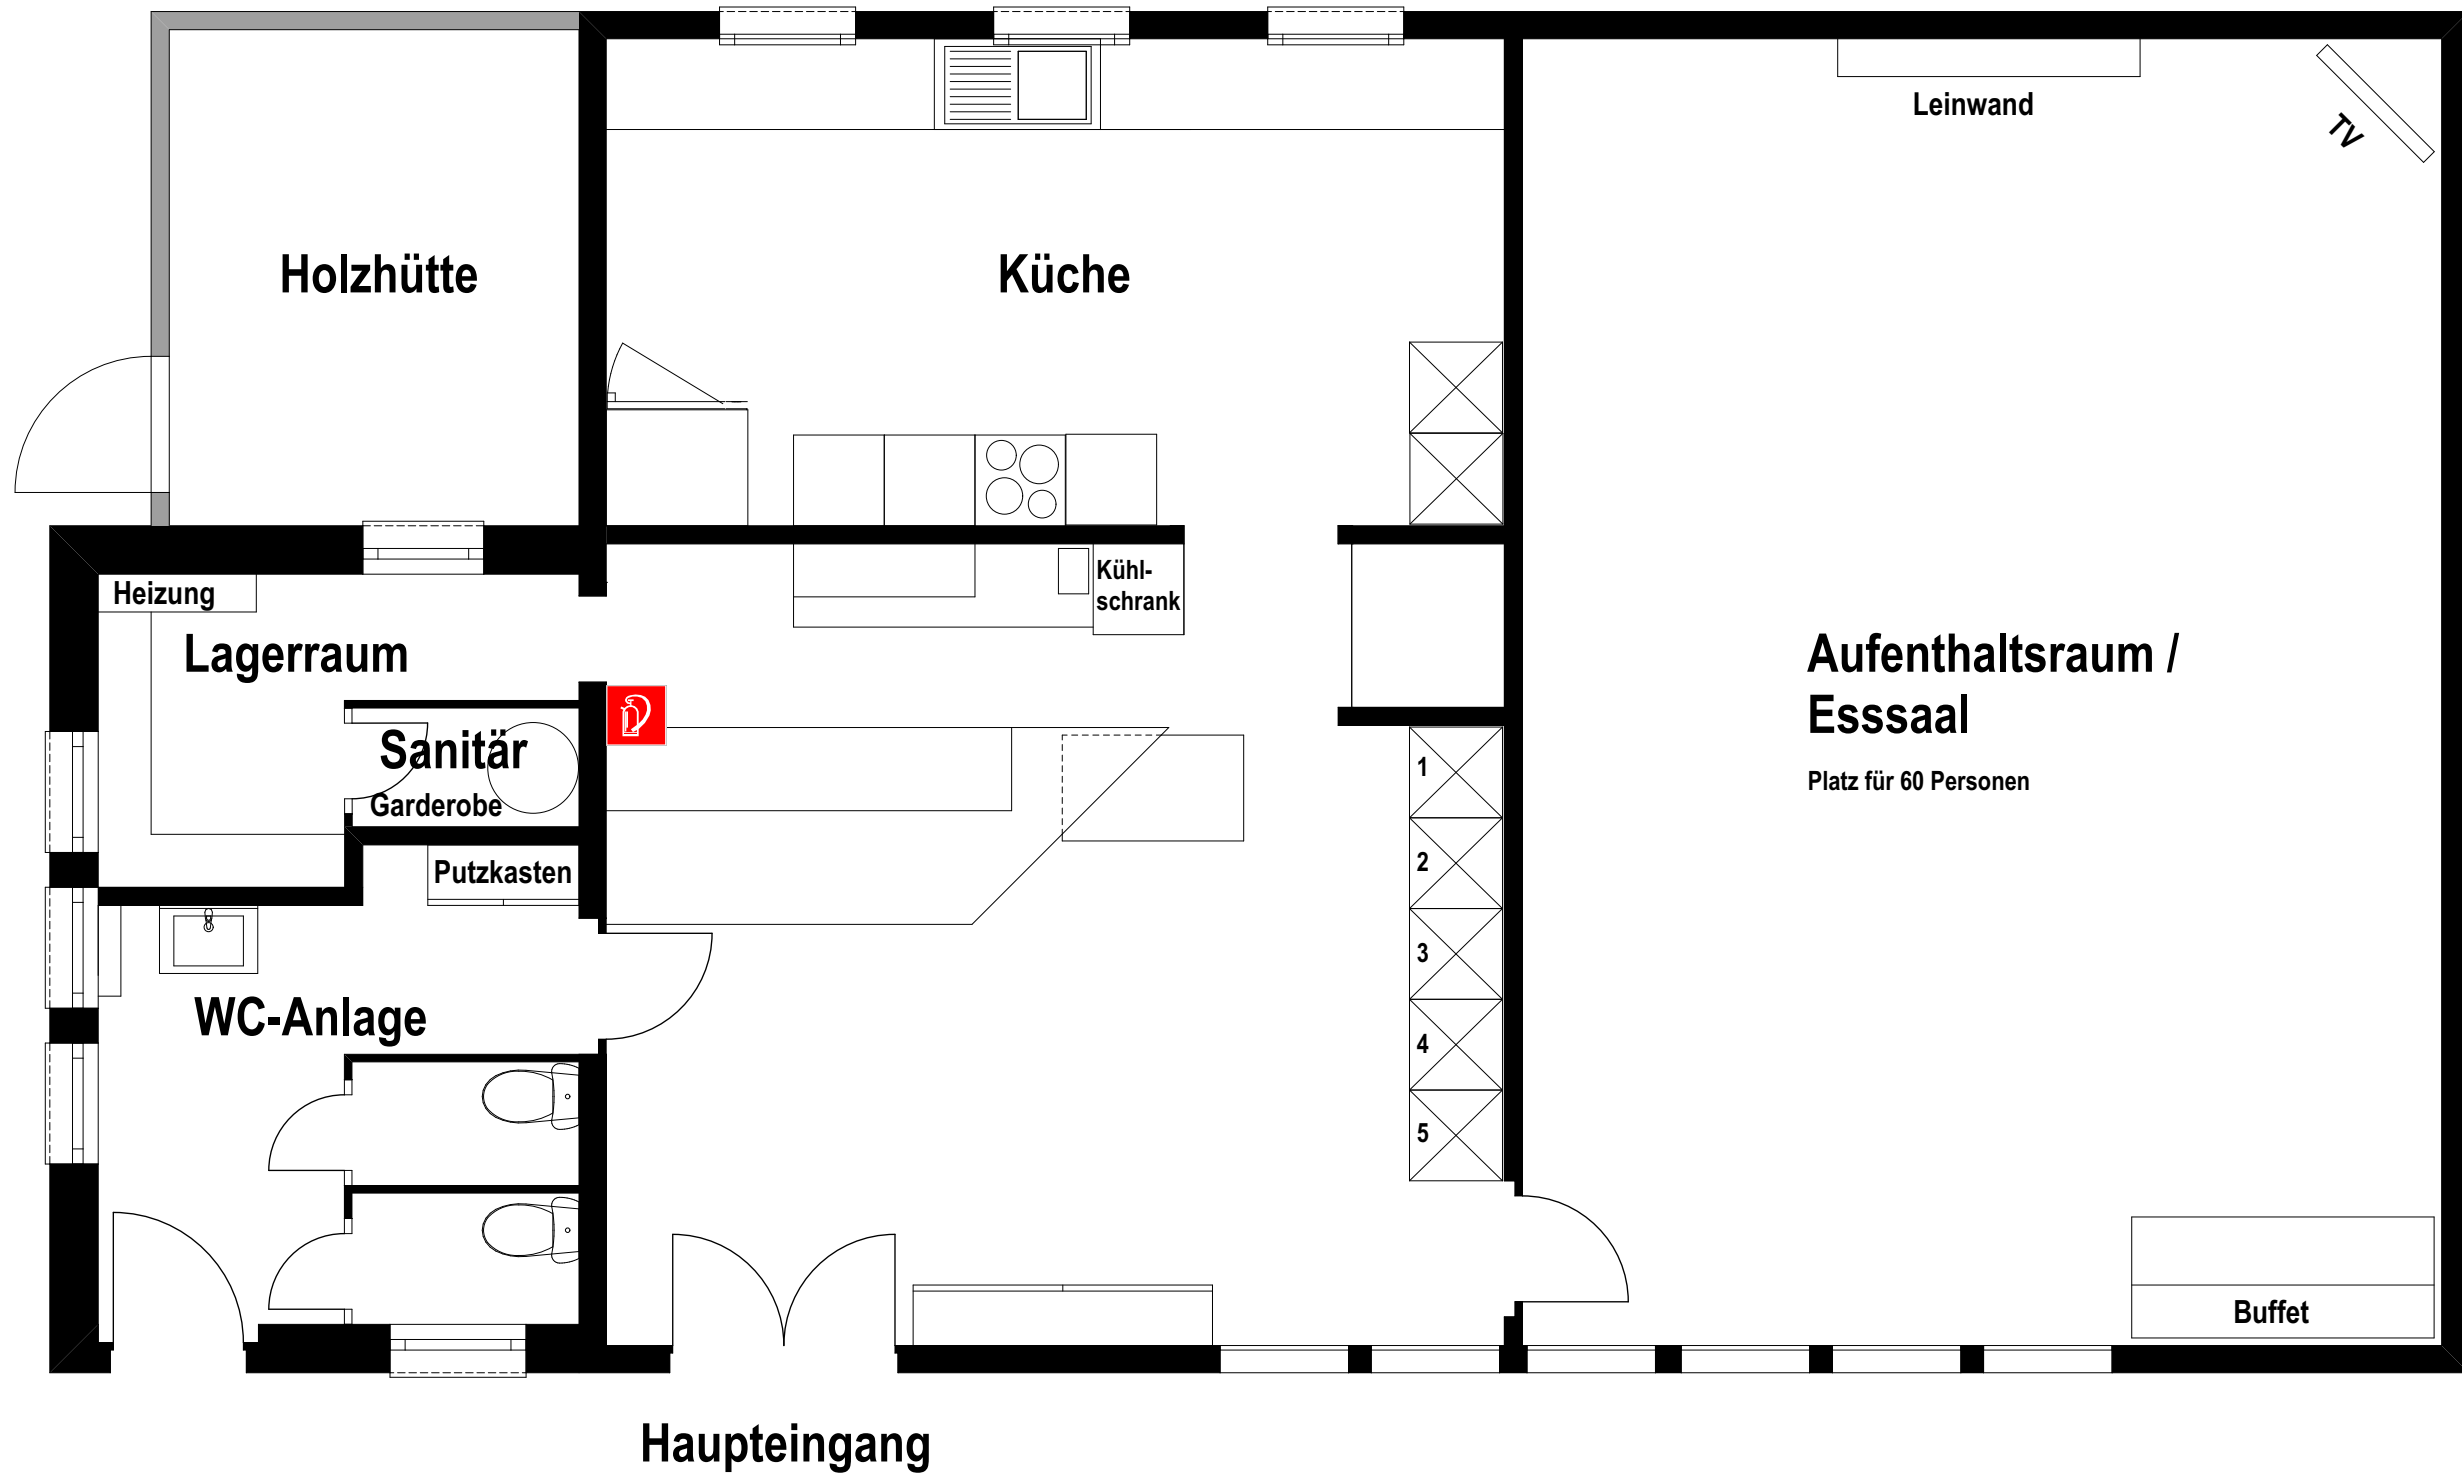 Leinwand
TV
Holzhütte
Küche
Heizung
Kühl-
schrank
Lagerraum
Aufenthaltsraum /
Esssaal
Sanitär
Platz für 60 Personen
Garderobe
1
Putzkasten
2
3
WC-Anlage
4
5
Buffet
Haupteingang